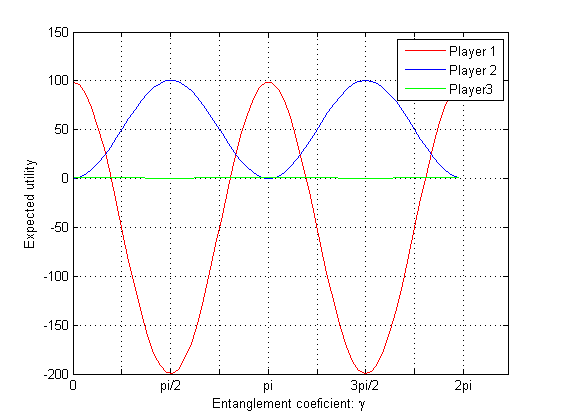 150
100
50
0
-50
-100
-150
-200
Expected utility
Player 1
Player 2
Player3
0 pi/2 pi 3pi/2 2pi
Entanglement coeficient: γ